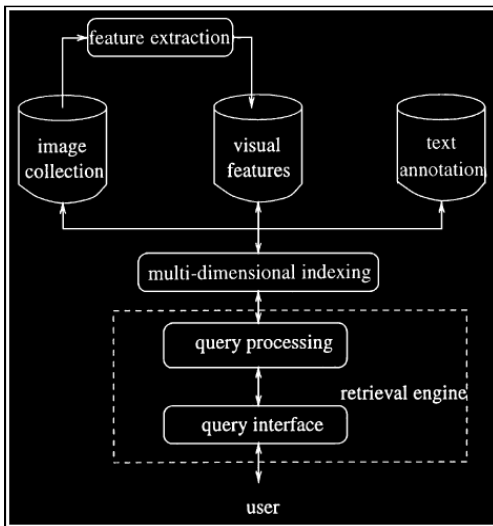 feature extraction
image
collection
visual
features
text
annotation
multi-dimensional indexing
query processing
retrieval engine
query interface
user